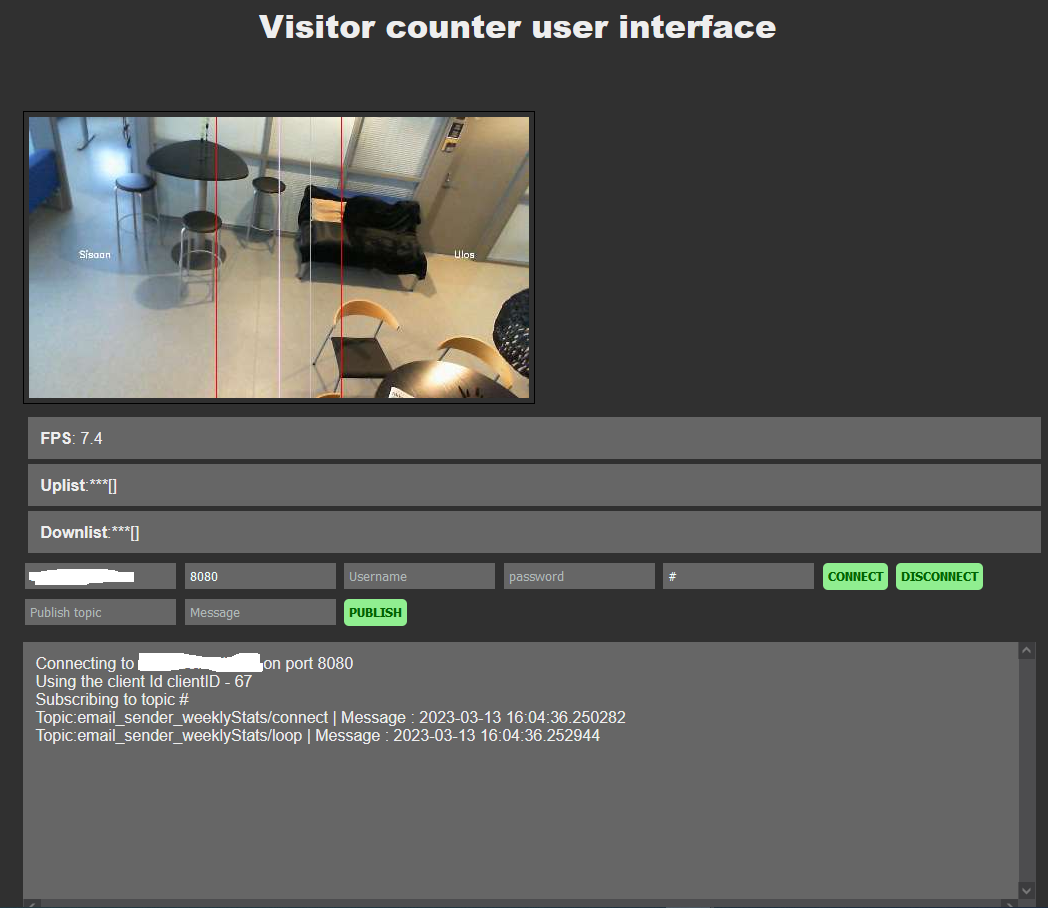 Visitor counter user interface
Sisaan
Ulos
FPS: 7.4
Uplist:***[]
Downlist:***[]
8080 Username password # CONNECT DISCONNECT
Publish topic Message PUBLISH
Connecting to on port 8080
Using the client Id clientID - 67
Subscribing to topic #
Topic:email_sender_weeklyStats/connect | Message : 2023-03-13 16:04:36.250282
Topic:email_sender_weeklyStats/loop | Message : 2023-03-13 16:04:36.252944